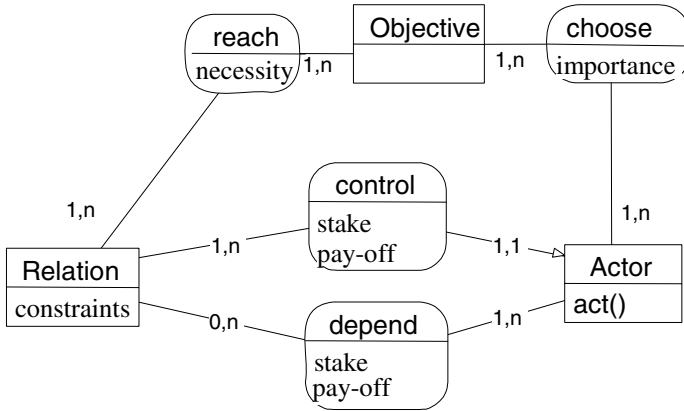 reach
necessity
1,n
Objective
1,n
choose
importance
1,n
1,n
control
stake
pay-off
1,n
1,1
Relation
constraints
Actor
act()
0,n
1,n
depend
stake
pay-off